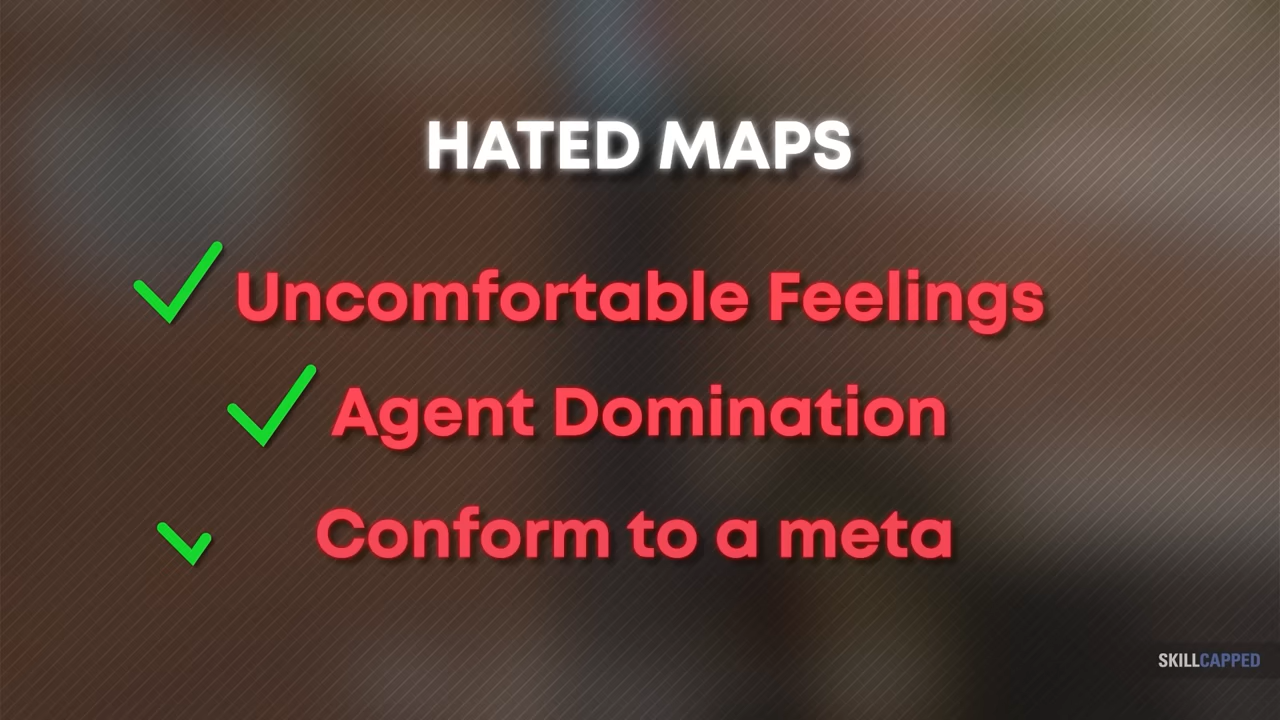 HATED MAPS
Uncomfortable Feelings
Agent Domination
Conform to a meta
SKILLCAPPED